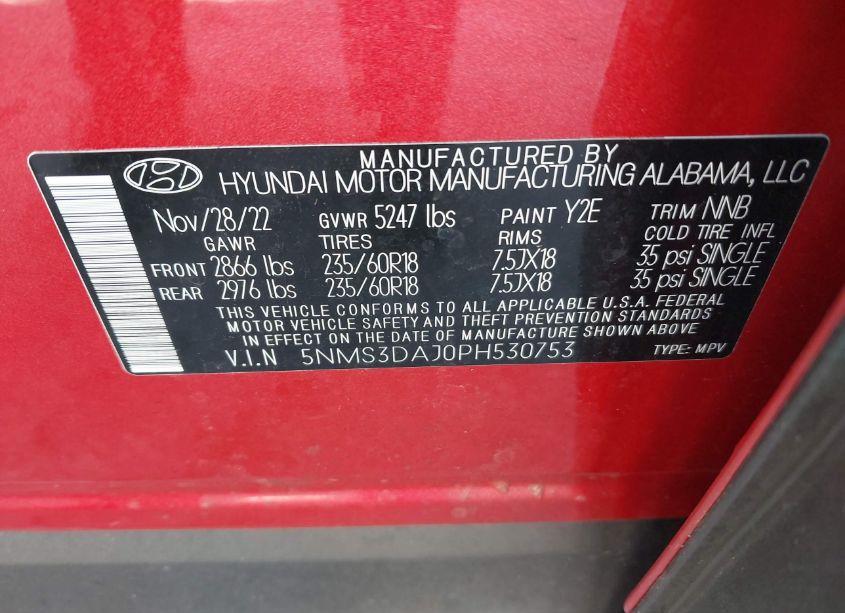 MANUFACTURED BY
HYUNDAI MOTOR MANUFACTURING ALABAMA, LLC
Nov/28/22 GVWR 5247 lbs PAINT Y2E TRIM NNB
GAWR TIRES RIMS COLD TIRE INFL
FRONT 2866 lbs 235/60R18 7.5JX18 35 psi SINGLE
REAR 2976 lbs 235/60R18 7.5JX18 35 psi SINGLE
THIS VEHICLE CONFORMS TO ALL APPLICABLE U.S.A. FEDERAL
MOTOR VEHICLE SAFETY AND THEFT PREVENTION STANDARDS
IN EFFECT ON THE DATE OF MANUFACTURE SHOWN ABOVE
V.I.N 5NMS3DAJ0PH530753 TYPE: MPV